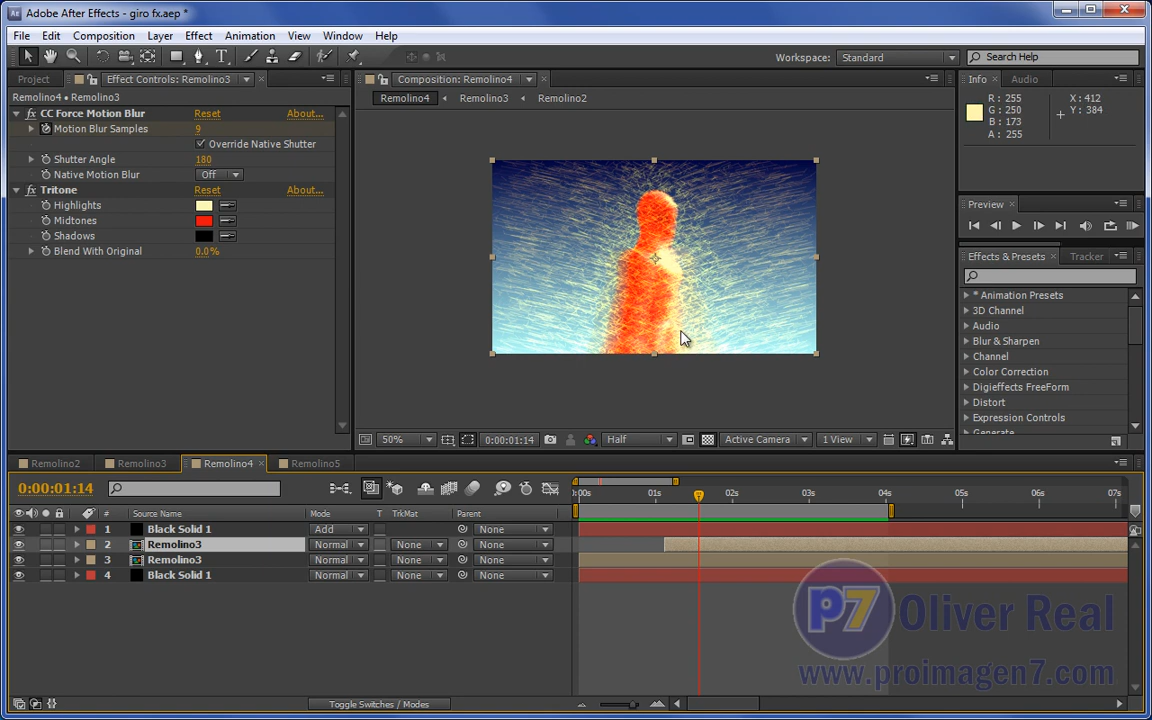 Adobe After Effects - giro fx.aep *
File Edit Composition Layer Effect Animation View Window Help
Workspace: Standard Search Help
Project Effect Controls: Remolino3 Composition: Remolino4 Info Audio
Remolino4 • Remolino3
Remolino4 Remolino3 Remolino2
R: 255 X: 412
G: 250 Y: 384
B: 173
A: 255
fx CC Force Motion Blur Reset About...
Motion Blur Samples 9
Override Native Shutter
Shutter Angle 180
Native Motion Blur Off
fx Tritone Reset About...
Highlights
Midtones
Shadows
Blend With Original 0.0%
Preview
Effects & Presets Tracker
* Animation Presets
3D Channel
Audio
Blur & Sharpen
Channel
Color Correction
Digieffects FreeForm
Distort
Expression Controls
Generate
50% 0:00:01:14 Half Active Camera 1 View
Remolino2 Remolino3 Remolino4 Remolino5
0:00:01:14
:00s 01s 02s 03s 04s 05s 06s 07s
# Source Name Mode T TrkMat Parent
1 Black Solid 1 Add None
2 Remolino3 Normal None None
3 Remolino3 Normal None None
4 Black Solid 1 Normal None None
p7 Oliver Real
www.proimagen7.com
Toggle Switches / Modes